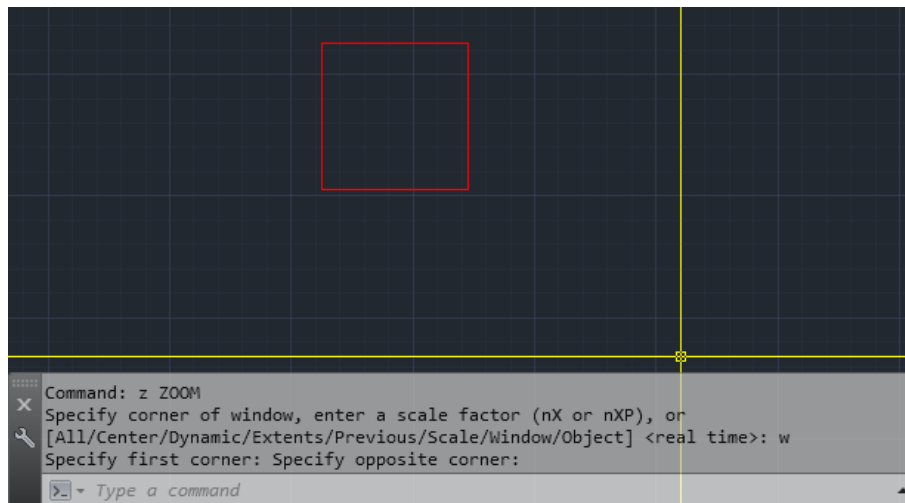 Command: z ZOOM
Specify corner of window, enter a scale factor (nX or nXP), or
[All/Center/Dynamic/Extents/Previous/Scale/Window/Object] <real time>: w
Specify first corner: Specify opposite corner:
Type a command